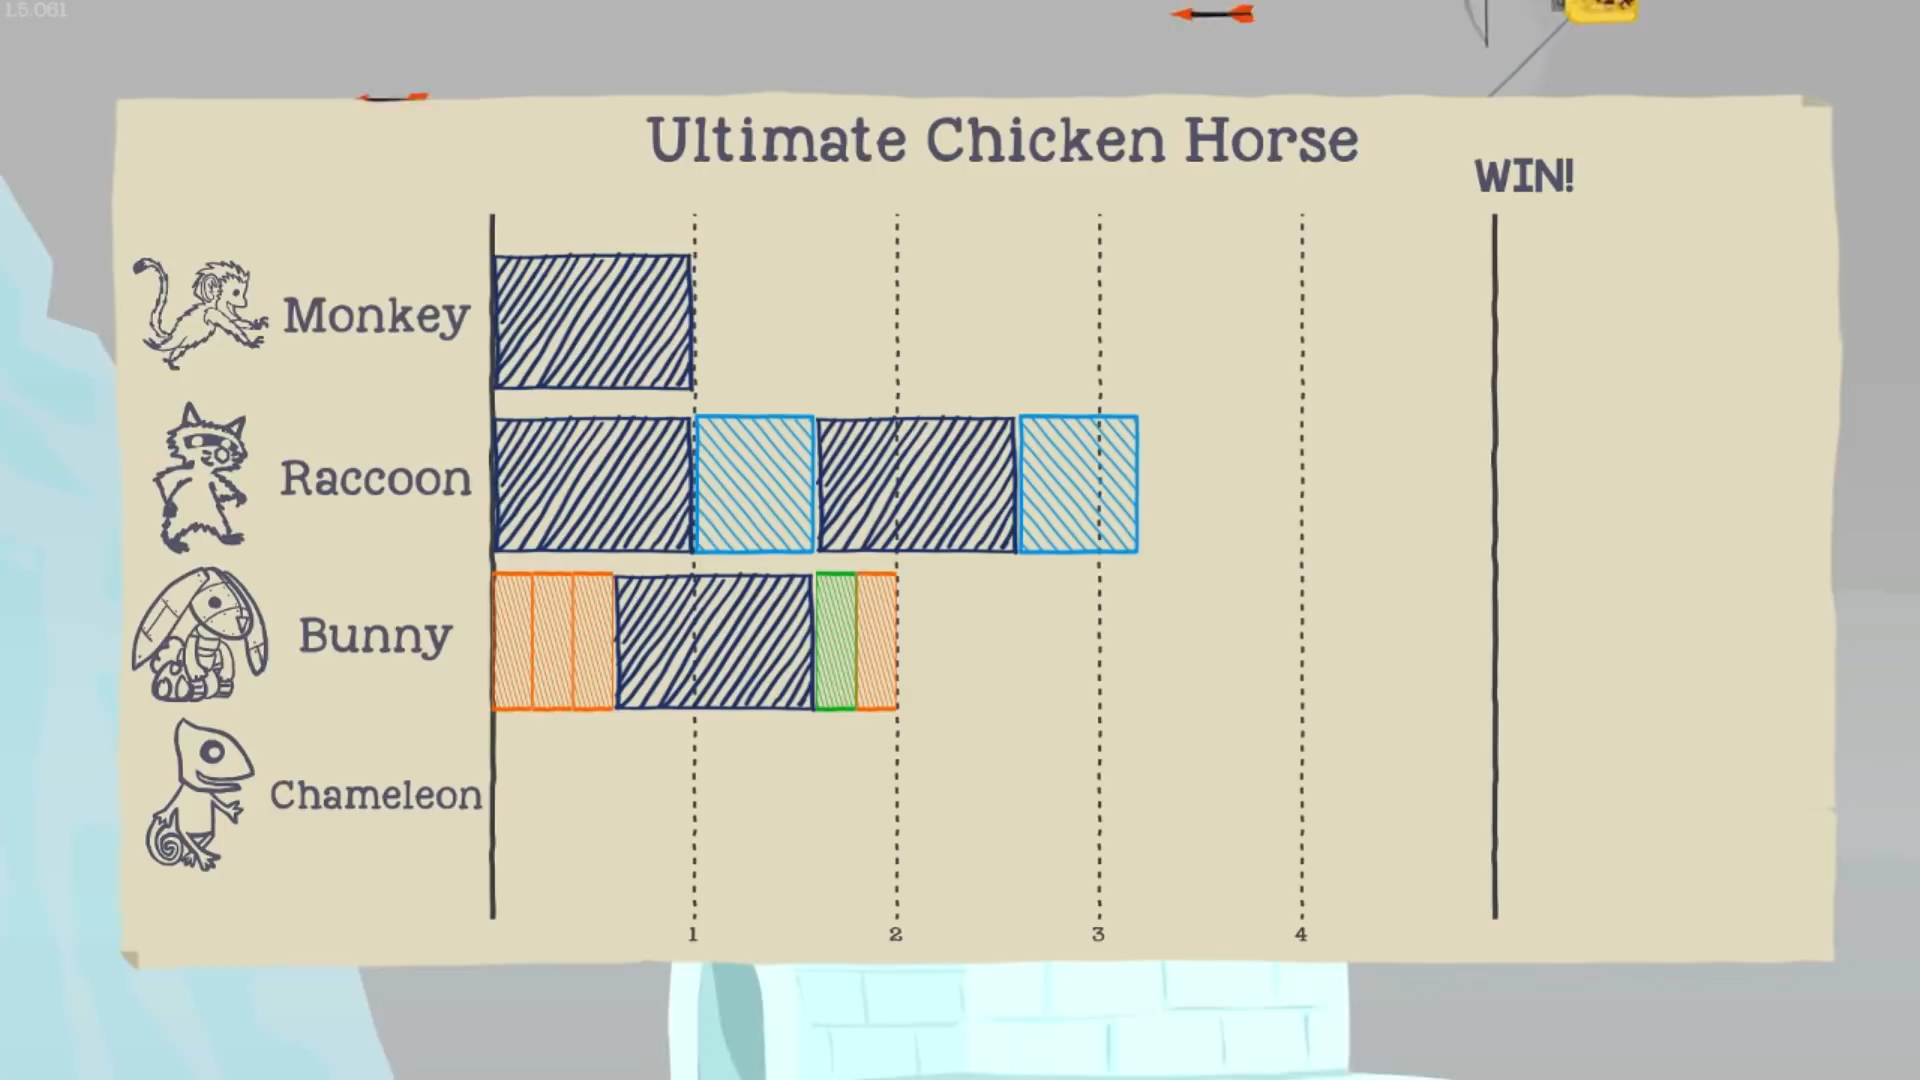 1.5.061
Ultimate Chicken Horse
WIN!
Monkey
Raccoon
Bunny
Chameleon
1 2 3 4